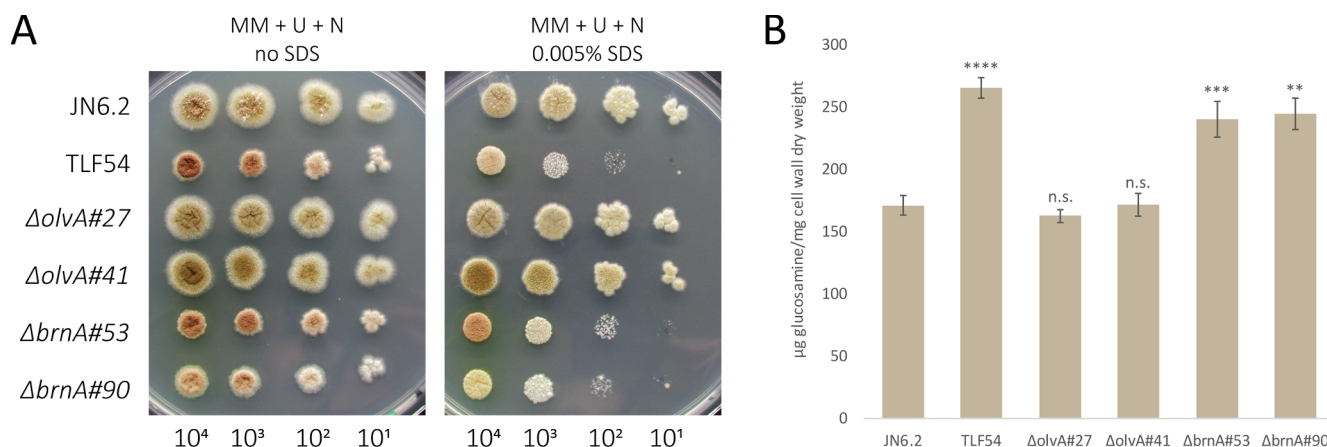 A
MM + U + N
no SDS
MM + U + N
0.005% SDS
JN6.2
TLF54
ΔolvA#27
ΔolvA#41
ΔbrnA#53
ΔbrnA#90
10⁴ 10³ 10² 10¹
10⁴ 10³ 10² 10¹
B
µg glucosamine/mg cell wall dry weight
300
250
200
150
100
50
0
****
n.s.
n.s.
***
**
JN6.2 TLF54 ΔolvA#27 ΔolvA#41 ΔbrnA#53 ΔbrnA#90